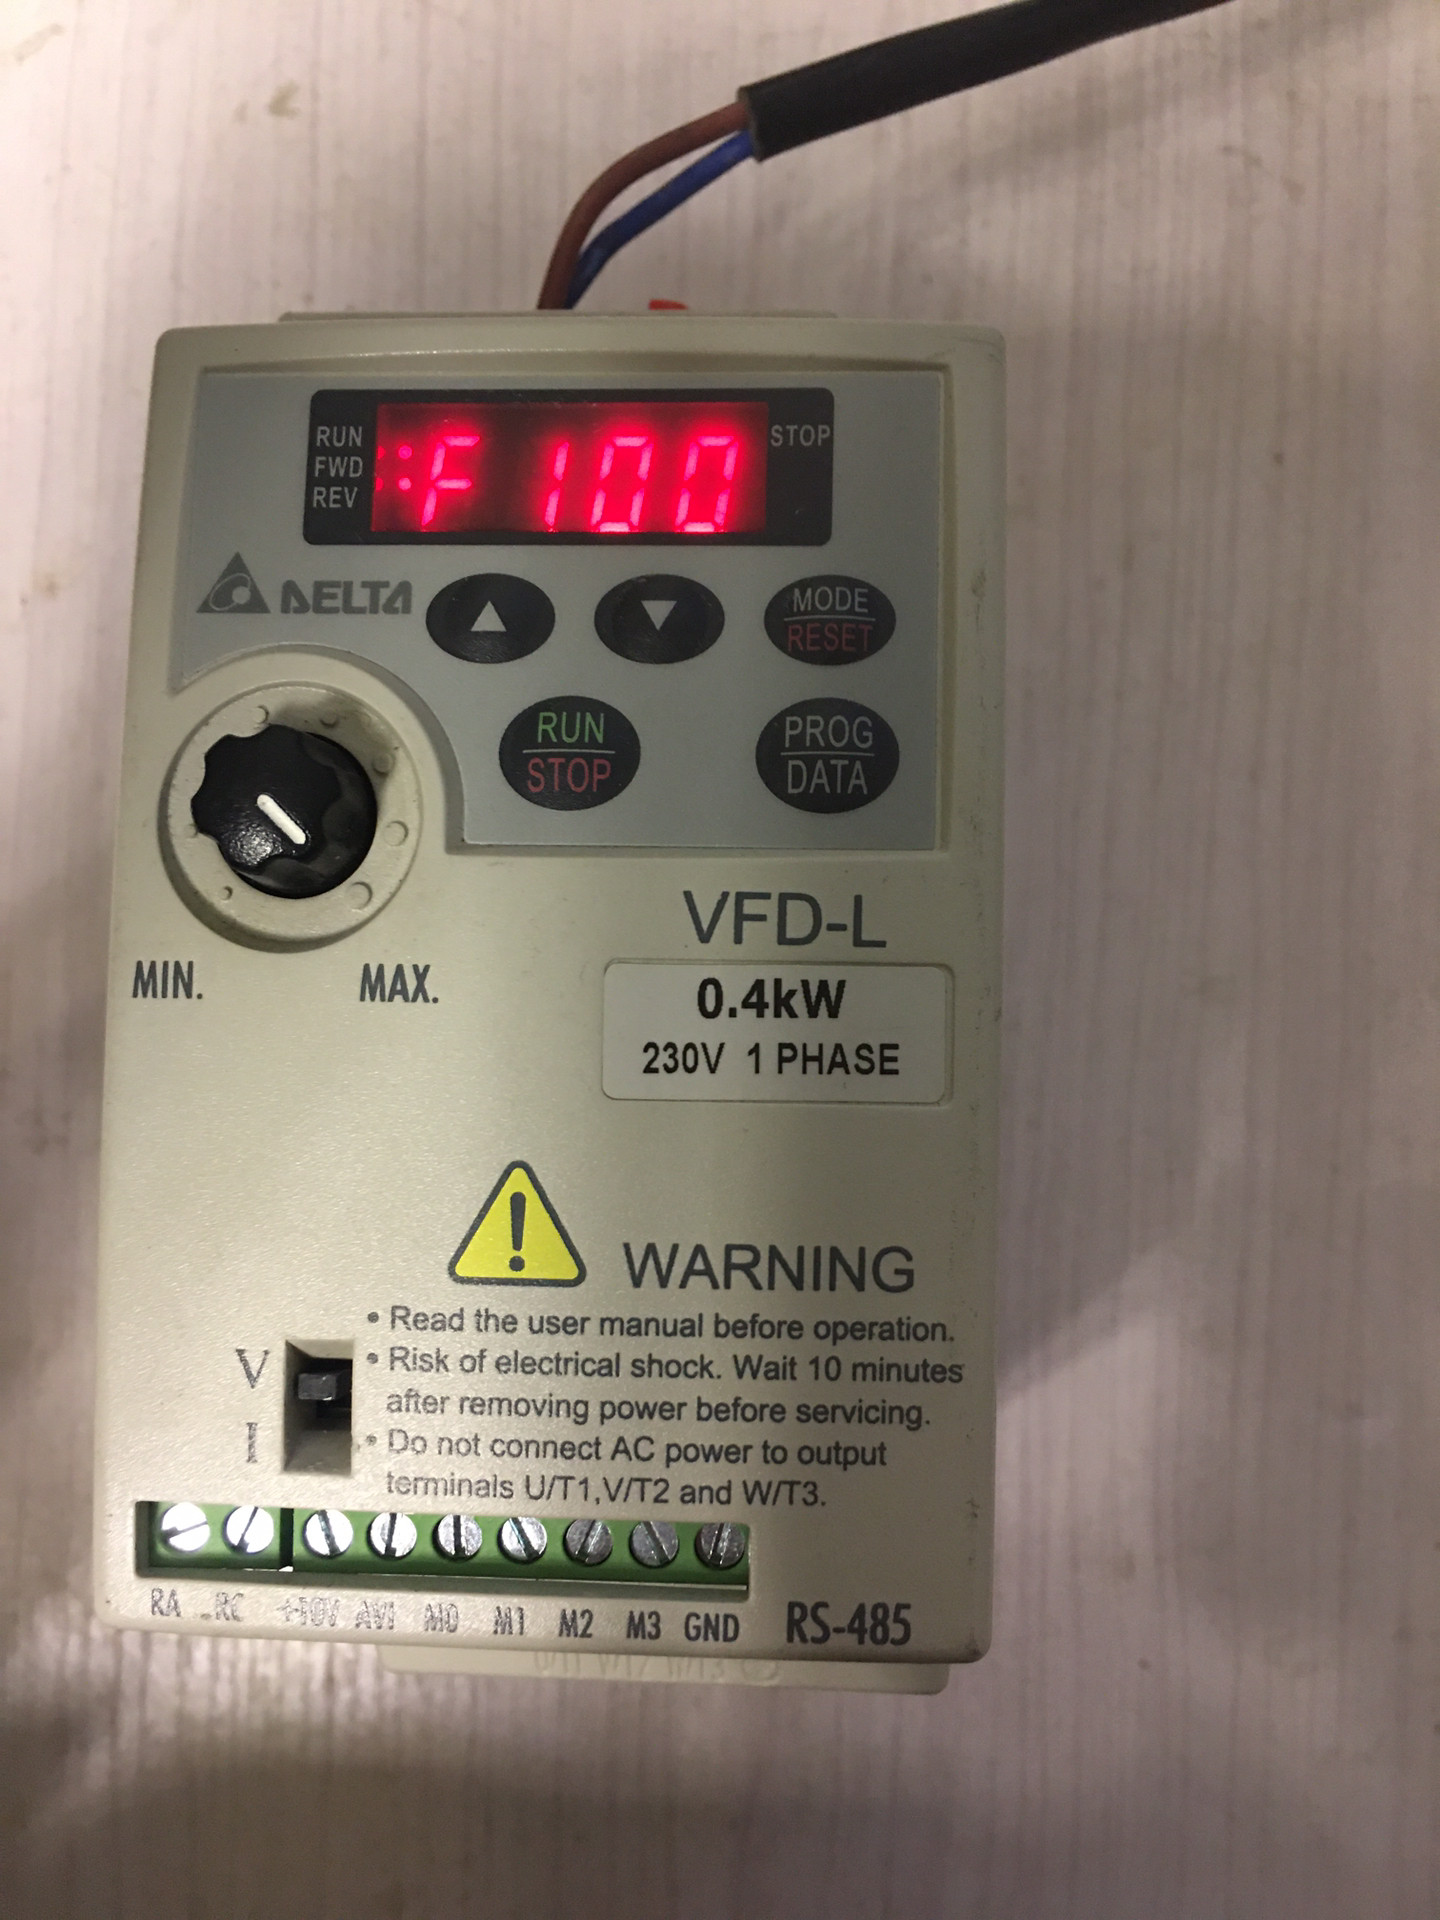 RUN
FWD
REV
F 100
STOP
DELTA
MODE
RESET
RUN
STOP
PROG
DATA
VFD-L
MIN.
MAX.
0.4kW
230V 1 PHASE
WARNING
• Read the user manual before operation.
• Risk of electrical shock. Wait 10 minutes
after removing power before servicing.
• Do not connect AC power to output
terminals U/T1,V/T2 and W/T3.
V
I
RA RC +10V AVI M0 M1 M2 M3 GND RS-485